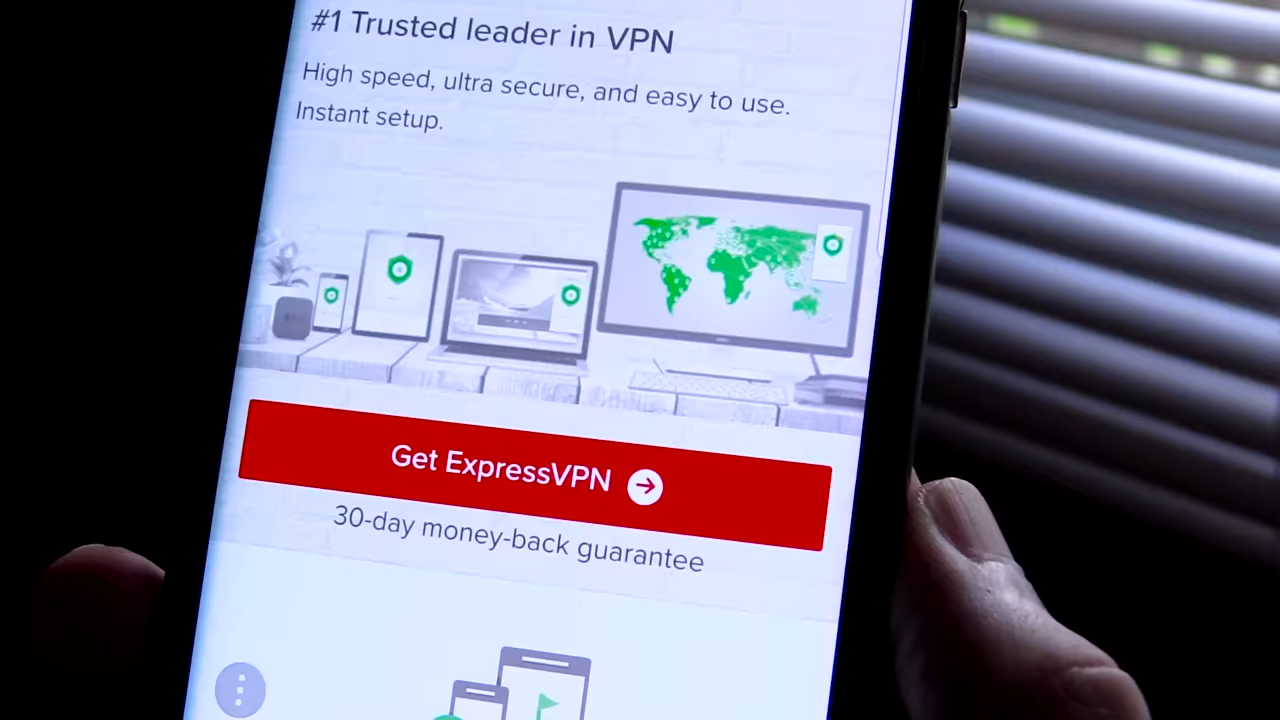 #1 Trusted leader in VPN
High speed, ultra secure, and easy to use.
Instant setup.
Get ExpressVPN
30-day money-back guarantee